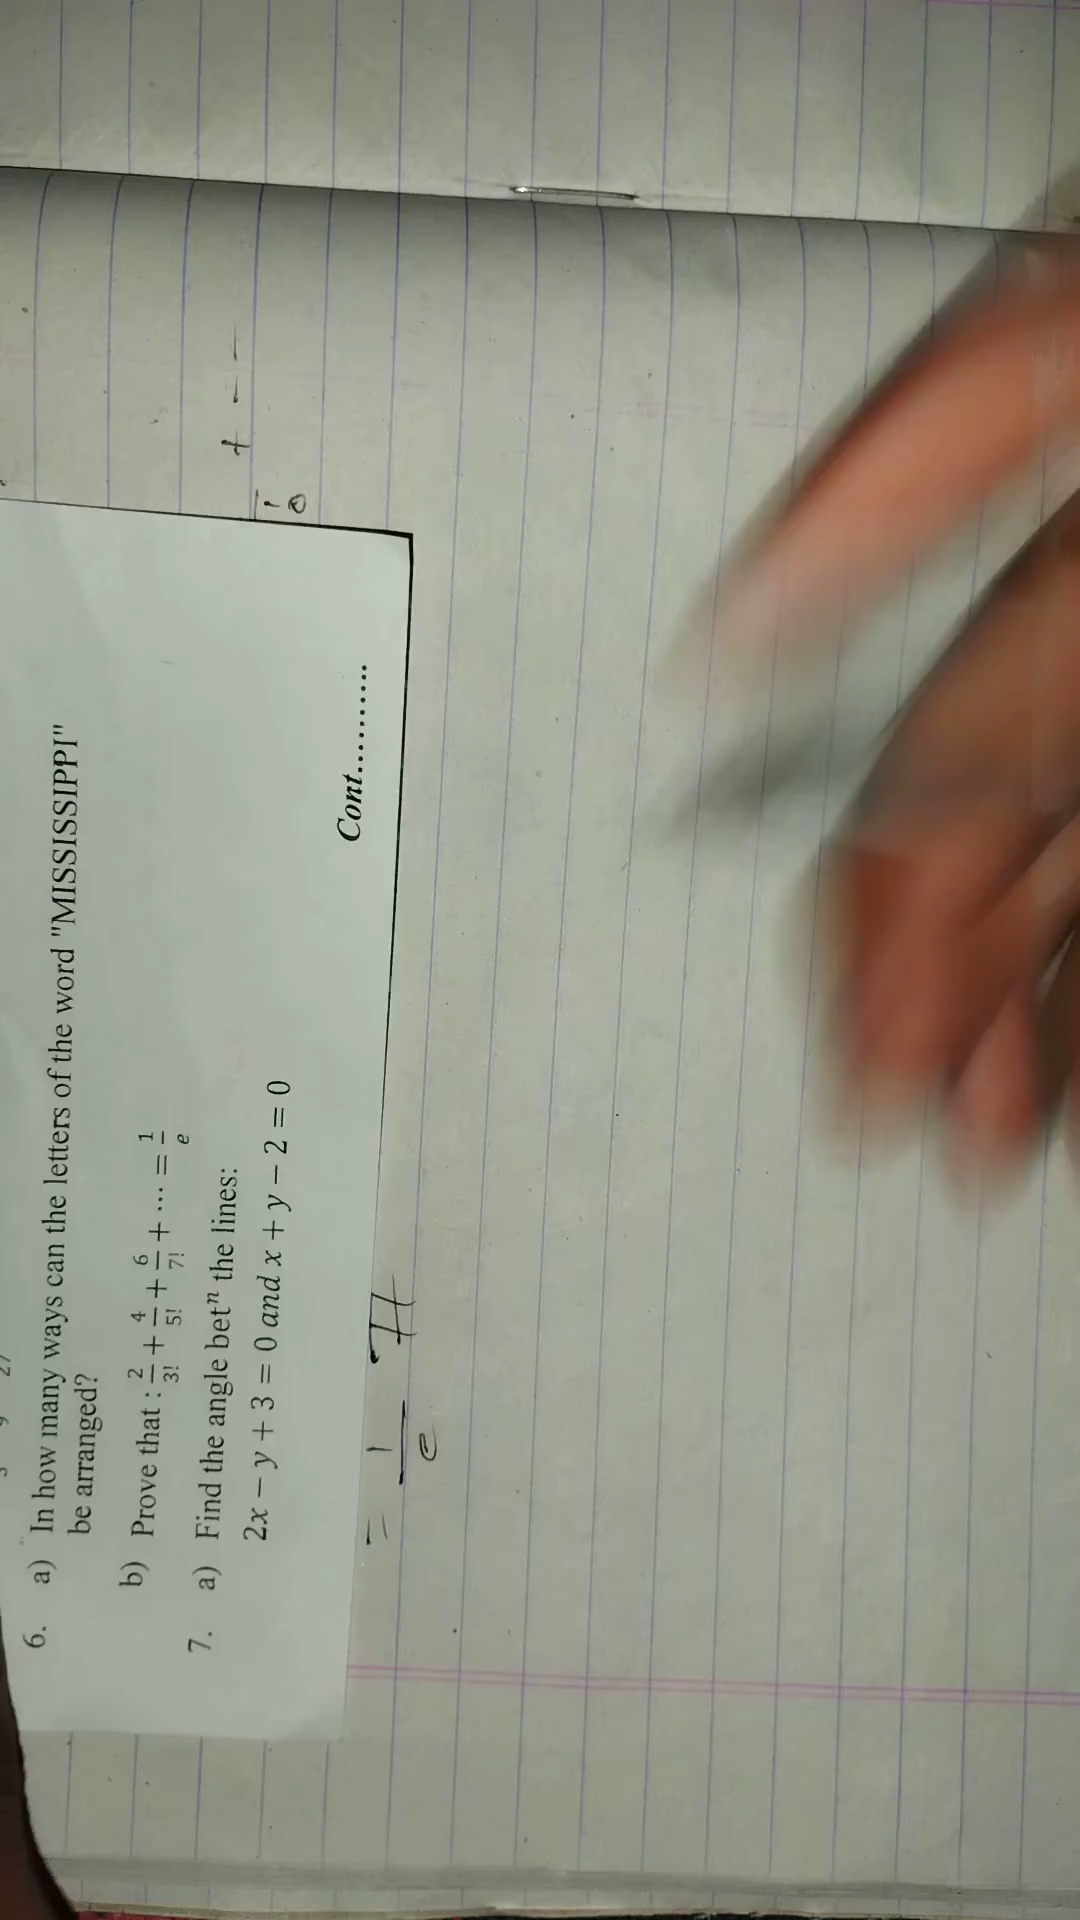 6. a) In how many ways can the letters of the word "MISSISSIPPI"
be arranged?
b) Prove that : 2/3! + 4/5! + 6/7! + ... = 1/e
7. a) Find the angle betⁿ the lines:
2x − y + 3 = 0 and x + y − 2 = 0
Cont...........
+ - -
= 1/e